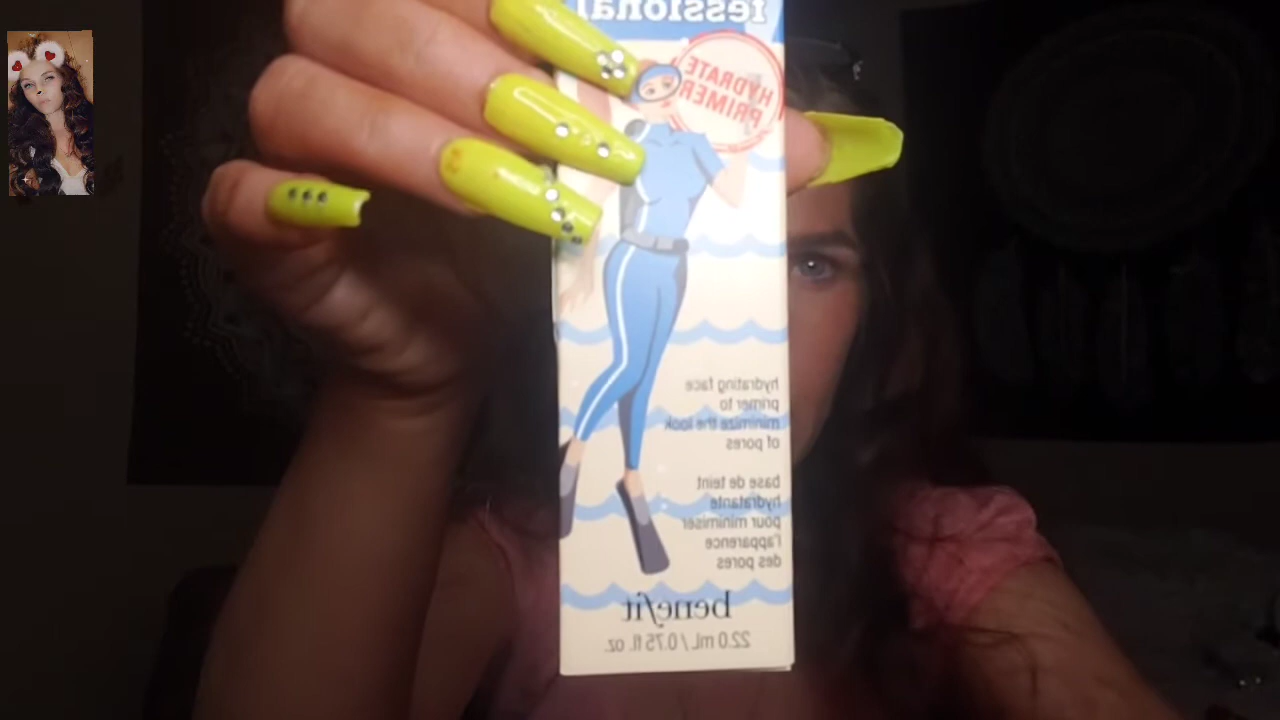 fessional
HYDRATE
PRIMER
hydrating face
primer to
minimize the look
of pores
base de teint
hydratante
pour minimiser
l'apparence
des pores
benefit
22.0 mL / 0.75 fl. oz.